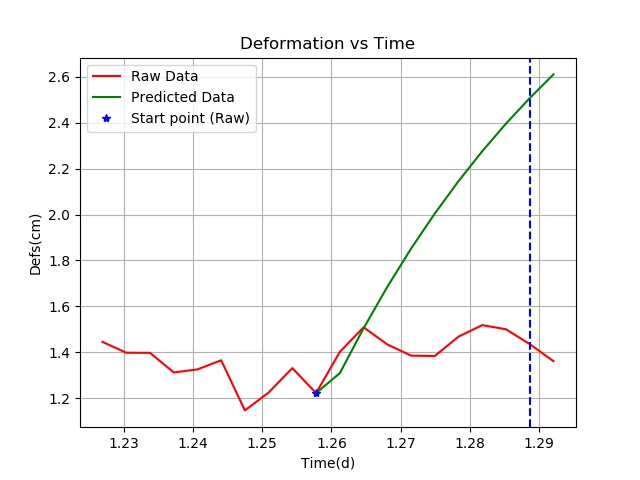 Deformation vs Time
Raw Data
Predicted Data
Start point (Raw)
Defs(cm)
2.6
2.4
2.2
2.0
1.8
1.6
1.4
1.2
1.23 1.24 1.25 1.26 1.27 1.28 1.29
Time(d)